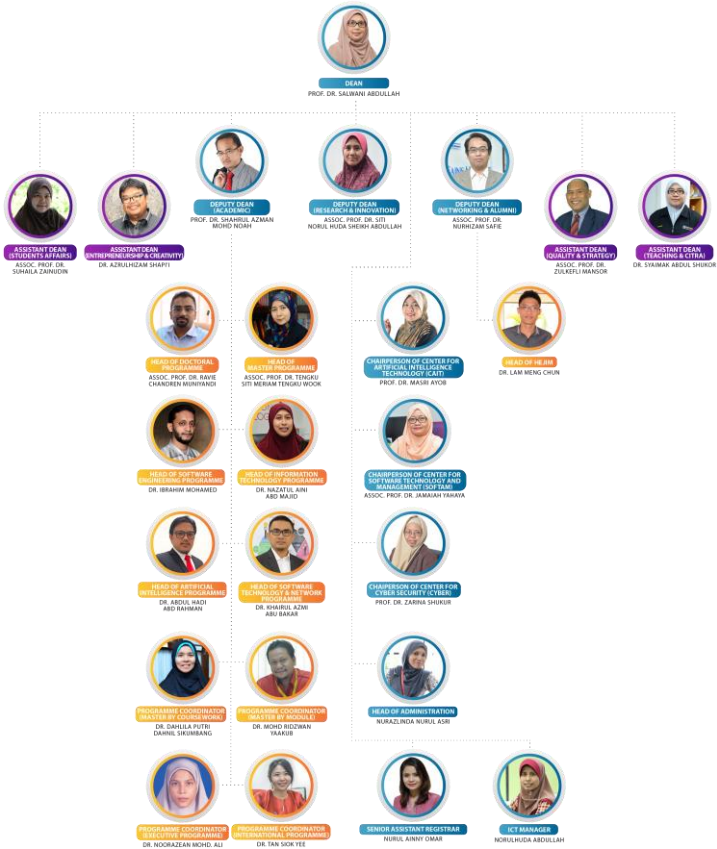 DEAN
PROF. DR. SALWANI ABDULLAH
DEPUTY DEAN
(ACADEMIC)
PROF. DR. SHAHRUL AZMAN
MOHD NOAH
DEPUTY DEAN
(RESEARCH & INNOVATION)
ASSOC. PROF. DR. SITI
NORUL HUDA SHEIKH ABDULLAH
DEPUTY DEAN
(NETWORKING & ALUMNI)
ASSOC. PROF. DR.
NURHIZAM SAFIE
ASSISTANT DEAN
(STUDENTS AFFAIRS)
ASSOC. PROF. DR.
SUHAILA ZAINUDIN
ASSISTANT DEAN
(ENTREPRENEURSHIP & CREATIVITY)
DR. AZRULHIZAM SHAPI'I
ASSISTANT DEAN
(QUALITY & STRATEGY)
ASSOC. PROF. DR.
ZULKEFLI MANSOR
ASSISTANT DEAN
(TEACHING & CITRA)
DR. SYAIMAK ABDUL SHUKOR
HEAD OF DOCTORAL
PROGRAMME
ASSOC. PROF. DR. RAVIE
CHANDREN MUNIYANDI
HEAD OF
MASTER PROGRAMME
ASSOC. PROF. DR. TENGKU
SITI MERIAM TENGKU WOOK
CHAIRPERSON OF CENTER FOR
ARTIFICIAL INTELLIGENCE
TECHNOLOGY (CAIT)
PROF. DR. MASRI AYOB
HEAD OF HEJIM
DR. LAM MENG CHUN
HEAD OF SOFTWARE
ENGINEERING PROGRAMME
DR. IBRAHIM MOHAMED
HEAD OF INFORMATION
TECHNOLOGY PROGRAMME
DR. NAZATUL AINI
ABD MAJID
CHAIRPERSON OF CENTER FOR
SOFTWARE TECHNOLOGY AND
MANAGEMENT (SOFTAM)
ASSOC. PROF. DR. JAMAIAH YAHAYA
HEAD OF ARTIFICIAL
INTELLIGENCE PROGRAMME
DR. ABDUL HADI
ABD RAHMAN
HEAD OF SOFTWARE
TECHNOLOGY & NETWORK
PROGRAMME
DR. KHAIRUL AZMI
ABU BAKAR
CHAIPERSON OF CENTER FOR
CYBER SECURITY (CYBER)
PROF. DR. ZARINA SHUKUR
PROGRAMME COORDINATOR
(MASTER BY COURSEWORK)
DR. DAHLILA PUTRI
DAHNIL SIKUMBANG
PROGRAMME COORDINATOR
(MASTER BY MODULE)
DR. MOHD RIDZWAN
YAAKUB
HEAD OF ADMINISTRATION
NURAZLINDA NURUL ASRI
PROGRAMME COORDINATOR
(EXECUTIVE PROGRAMME)
DR. NOORAZEAN MOHD. ALI
PROGRAMME COORDINATOR
(INTERNATIONAL PROGRAMME)
DR. TAN SIOK YEE
SENIOR ASSISTANT REGISTRAR
NURUL AINNY OMAR
ICT MANAGER
NORULHUDA ABDULLAH